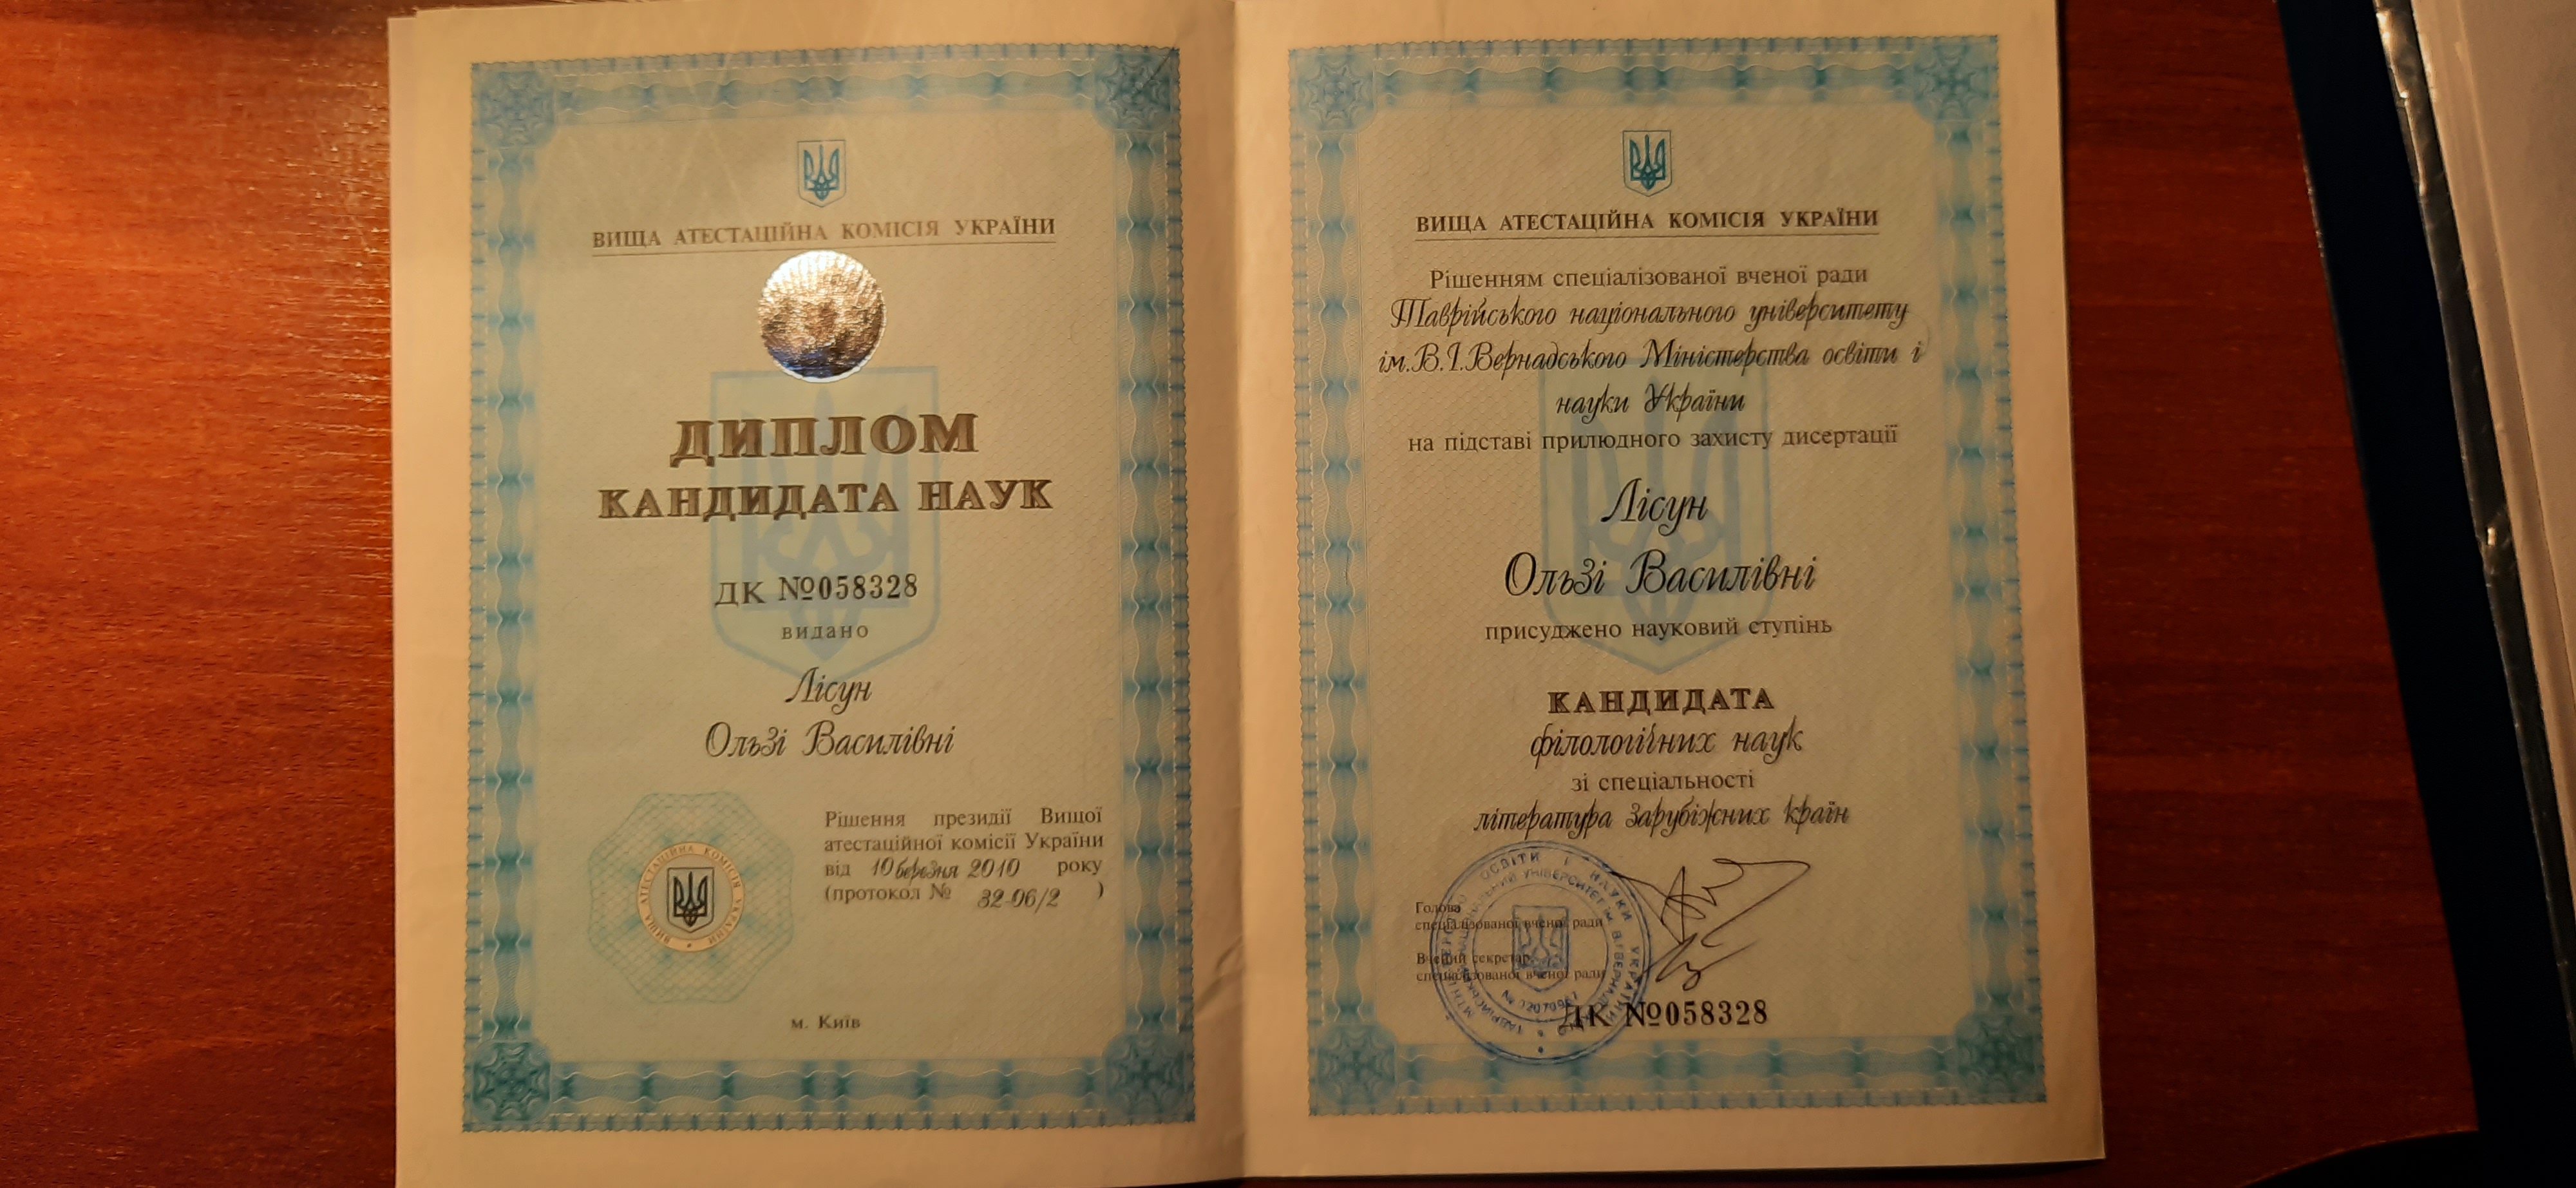 ВИЩА АТЕСТАЦІЙНА КОМІСІЯ УКРАЇНИ
ДИПЛОМ
КАНДИДАТА НАУК
ДК №058328
видано
Лісун
Ользі Василівні
Рішення президії Вищої
атестаційної комісії України
від 10 березня 2010 року
(протокол № 32-06/2 )
ВИЩА АТЕСТАЦІЙНА КОМІСІЯ УКРАЇНИ
м. Київ
ВИЩА АТЕСТАЦІЙНА КОМІСІЯ УКРАЇНИ
Рішенням спеціалізованої вченої ради
Таврійського національного університету
ім.В.І.Вернадського Міністерства освіти і
науки України
на підставі прилюдного захисту дисертації
Лісун
Ользі Василівні
присуджено науковий ступінь
КАНДИДАТА
філологічних наук
зі спеціальності
література зарубіжних країн
Голова
спеціалізованої вченої ради
Вчений секретар
спеціалізованої вченої ради
ДК №058328